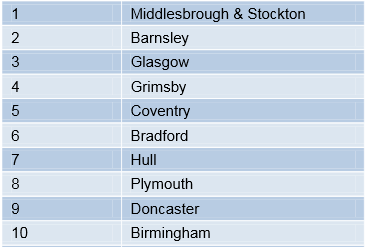 1 Middlesbrough & Stockton
2 Barnsley
3 Glasgow
4 Grimsby
5 Coventry
6 Bradford
7 Hull
8 Plymouth
9 Doncaster
10 Birmingham